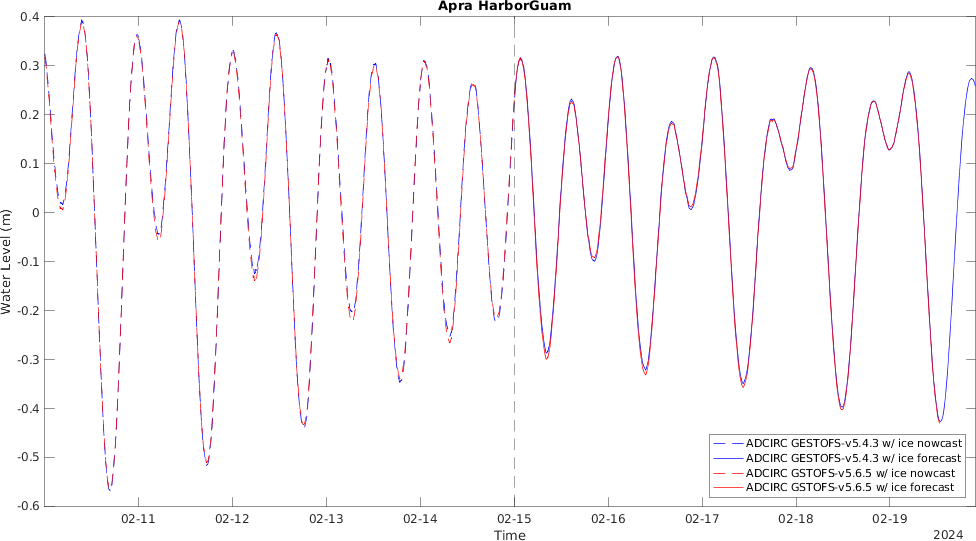 Apra HarborGuam
0.4
0.3
0.2
0.1
0
-0.1
-0.2
-0.3
-0.4
-0.5
-0.6
Water Level (m)
ADCIRC GESTOFS-v5.4.3 w/ ice nowcast
ADCIRC GESTOFS-v5.4.3 w/ ice forecast
ADCIRC GSTOFS-v5.6.5 w/ ice nowcast
ADCIRC GSTOFS-v5.6.5 w/ ice forecast
02-11 02-12 02-13 02-14 02-15 02-16 02-17 02-18 02-19
Time
2024